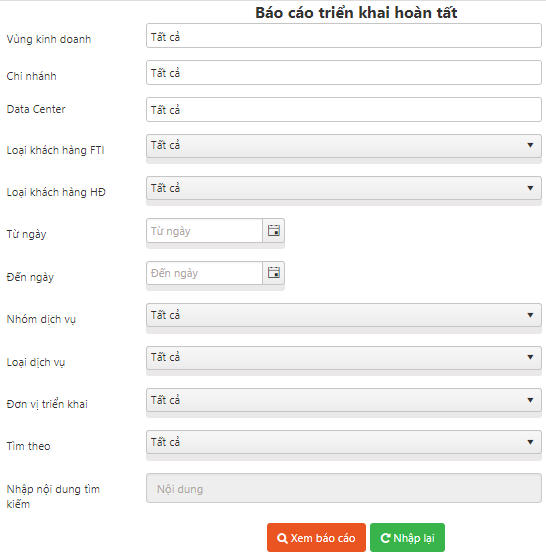 Báo cáo triển khai hoàn tất
Vùng kinh doanh Tất cả
Chi nhánh Tất cả
Data Center Tất cả
Loại khách hàng FTI Tất cả
Loại khách hàng HĐ Tất cả
Từ ngày Từ ngày
Đến ngày Đến ngày
Nhóm dịch vụ Tất cả
Loại dịch vụ Tất cả
Đơn vị triển khai Tất cả
Tìm theo Tất cả
Nhập nội dung tìm
kiếm
Nội dung
Xem báo cáo Nhập lại